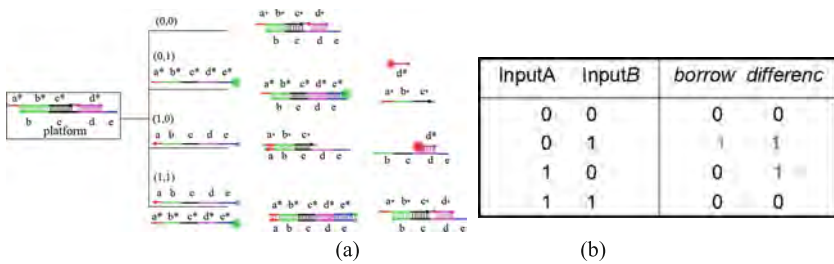 a* b* c* d*
b c d e
platform
(0,0)
(0,1)
a* b* c* d* e*
(1,0)
a b c d e
(1,1)
a b c d e
a* b* c* d* e*
a* b* c* d*
b c d e
a* b* c* d* e*
b c d e
d*
a* b* c*
a* b* c*
a b c d e
d*
b c d e
a* b* c* d* e*
a b c d e
a* b* c* d*
b c d e
(a)
InputA InputB borrow differenc
0 0 0 0
0 1 1 1
1 0 0 1
1 1 0 0
(b)